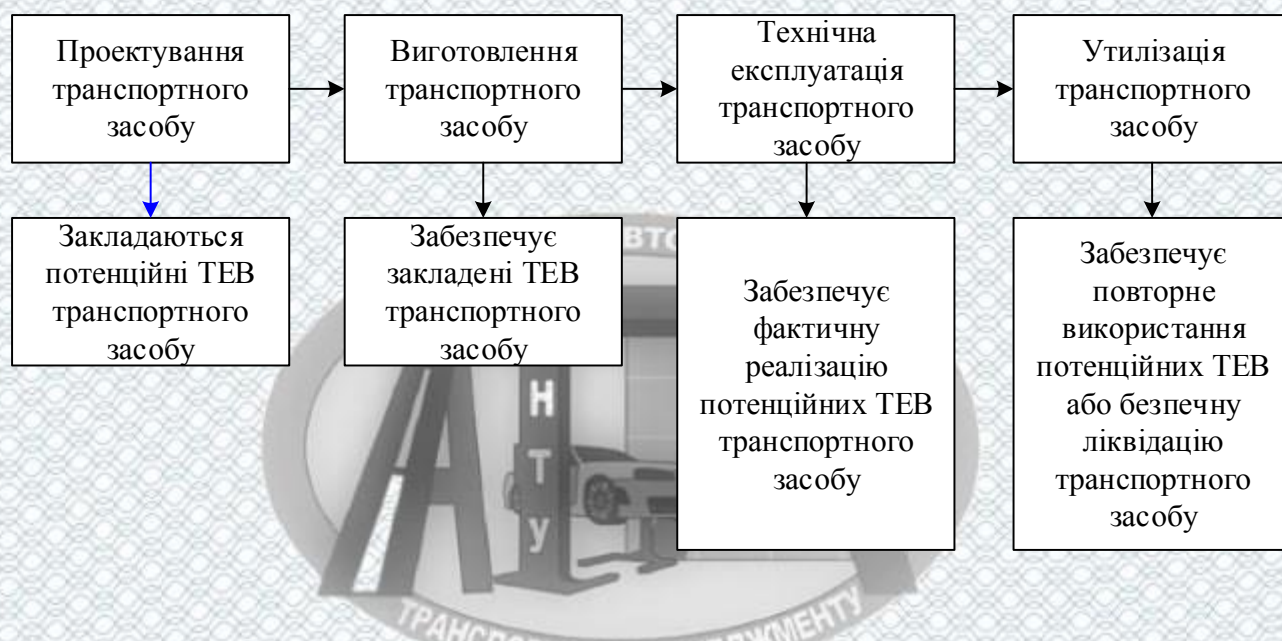 Проектування
транспортного
засобу
Виготовлення
транспортного
засобу
Технічна
експлуатація
транспортного
засобу
Утилізація
транспортного
засобу
Закладаються
потенційні ТЕВ
транспортного
засобу
Забезпечує
закладені ТЕВ
транспортного
засобу
Забезпечує
фактичну
реалізацію
потенційних ТЕВ
транспортного
засобу
Забезпечує
повторне
використання
потенційних ТЕВ
або безпечну
ліквідацію
транспортного
засобу
Н
Т
У